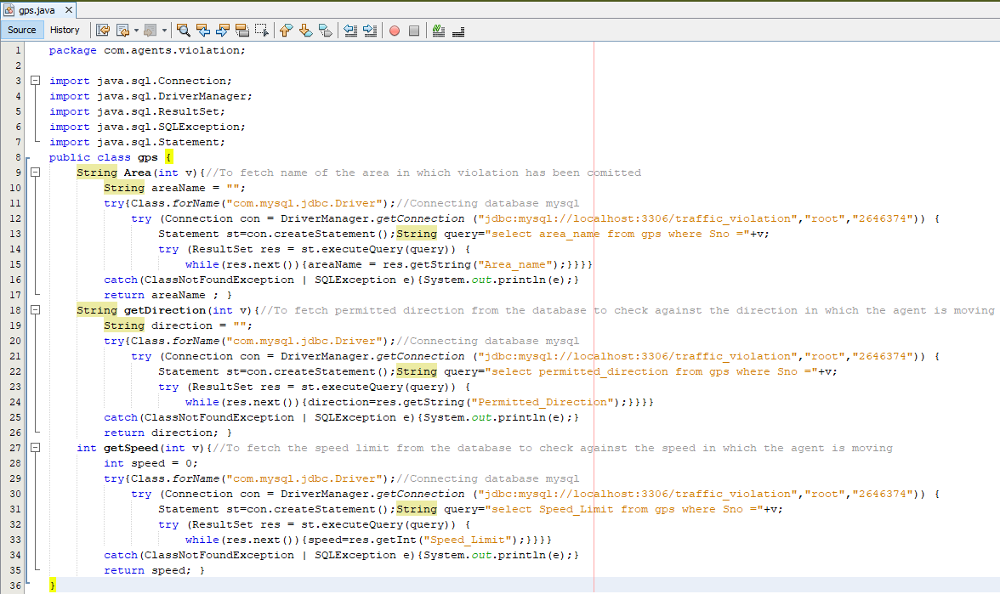 gps.java
Source History
1 package com.agents.violation;
2
3 import java.sql.Connection;
4 import java.sql.DriverManager;
5 import java.sql.ResultSet;
6 import java.sql.SQLException;
7 import java.sql.Statement;
8 public class gps {
9 String Area(int v){//To fetch name of the area in which violation has been comitted
10 String areaName = "";
11 try{Class.forName("com.mysql.jdbc.Driver");//Connecting database mysql
12 try (Connection con = DriverManager.getConnection ("jdbc:mysql://localhost:3306/traffic_violation","root","2646374")) {
13 Statement st=con.createStatement();String query="select area_name from gps where Sno ="+v;
14 try (ResultSet res = st.executeQuery(query)) {
15 while(res.next()){areaName = res.getString("Area_name");}}}}
16 catch(ClassNotFoundException | SQLException e){System.out.println(e);}
17 return areaName ; }
18 String getDirection(int v){//To fetch permitted direction from the database to check against the direction in which the agent is moving
19 String direction = "";
20 try{Class.forName("com.mysql.jdbc.Driver");//Connecting database mysql
21 try (Connection con = DriverManager.getConnection ("jdbc:mysql://localhost:3306/traffic_violation","root","2646374")) {
22 Statement st=con.createStatement();String query="select permitted_direction from gps where Sno ="+v;
23 try (ResultSet res = st.executeQuery(query)) {
24 while(res.next()){direction=res.getString("Permitted_Direction");}}}}
25 catch(ClassNotFoundException | SQLException e){System.out.println(e);}
26 return direction; }
27 int getSpeed(int v){//To fetch the speed limit from the database to check against the speed in which the agent is moving
28 int speed = 0;
29 try{Class.forName("com.mysql.jdbc.Driver");//Connecting database mysql
30 try (Connection con = DriverManager.getConnection ("jdbc:mysql://localhost:3306/traffic_violation","root","2646374")) {
31 Statement st=con.createStatement();String query="select Speed_Limit from gps where Sno ="+v;
32 try (ResultSet res = st.executeQuery(query)) {
33 while(res.next()){speed=res.getInt("Speed_Limit");}}}}
34 catch(ClassNotFoundException | SQLException e){System.out.println(e);}
35 return speed; }
36 }